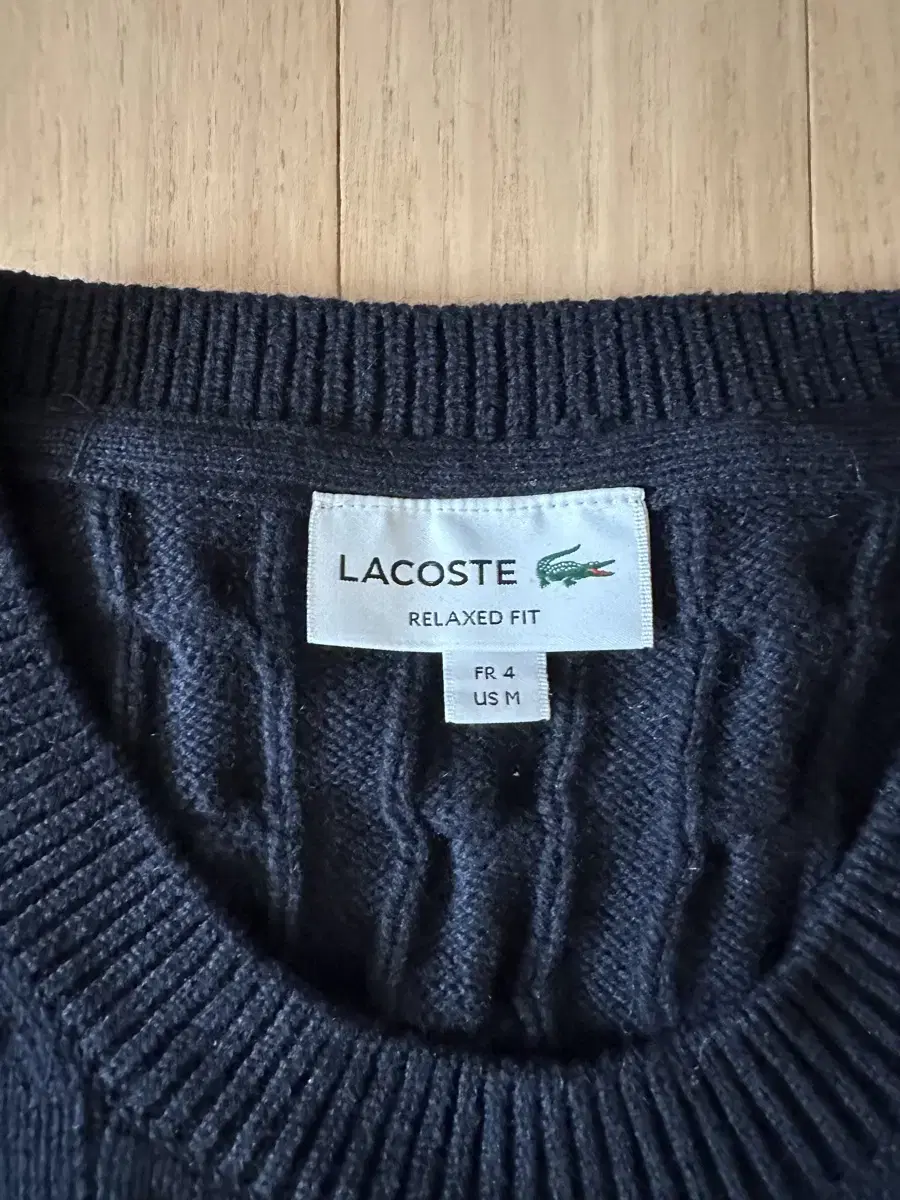 LACOSTE
RELAXED FIT
FR 4
US M